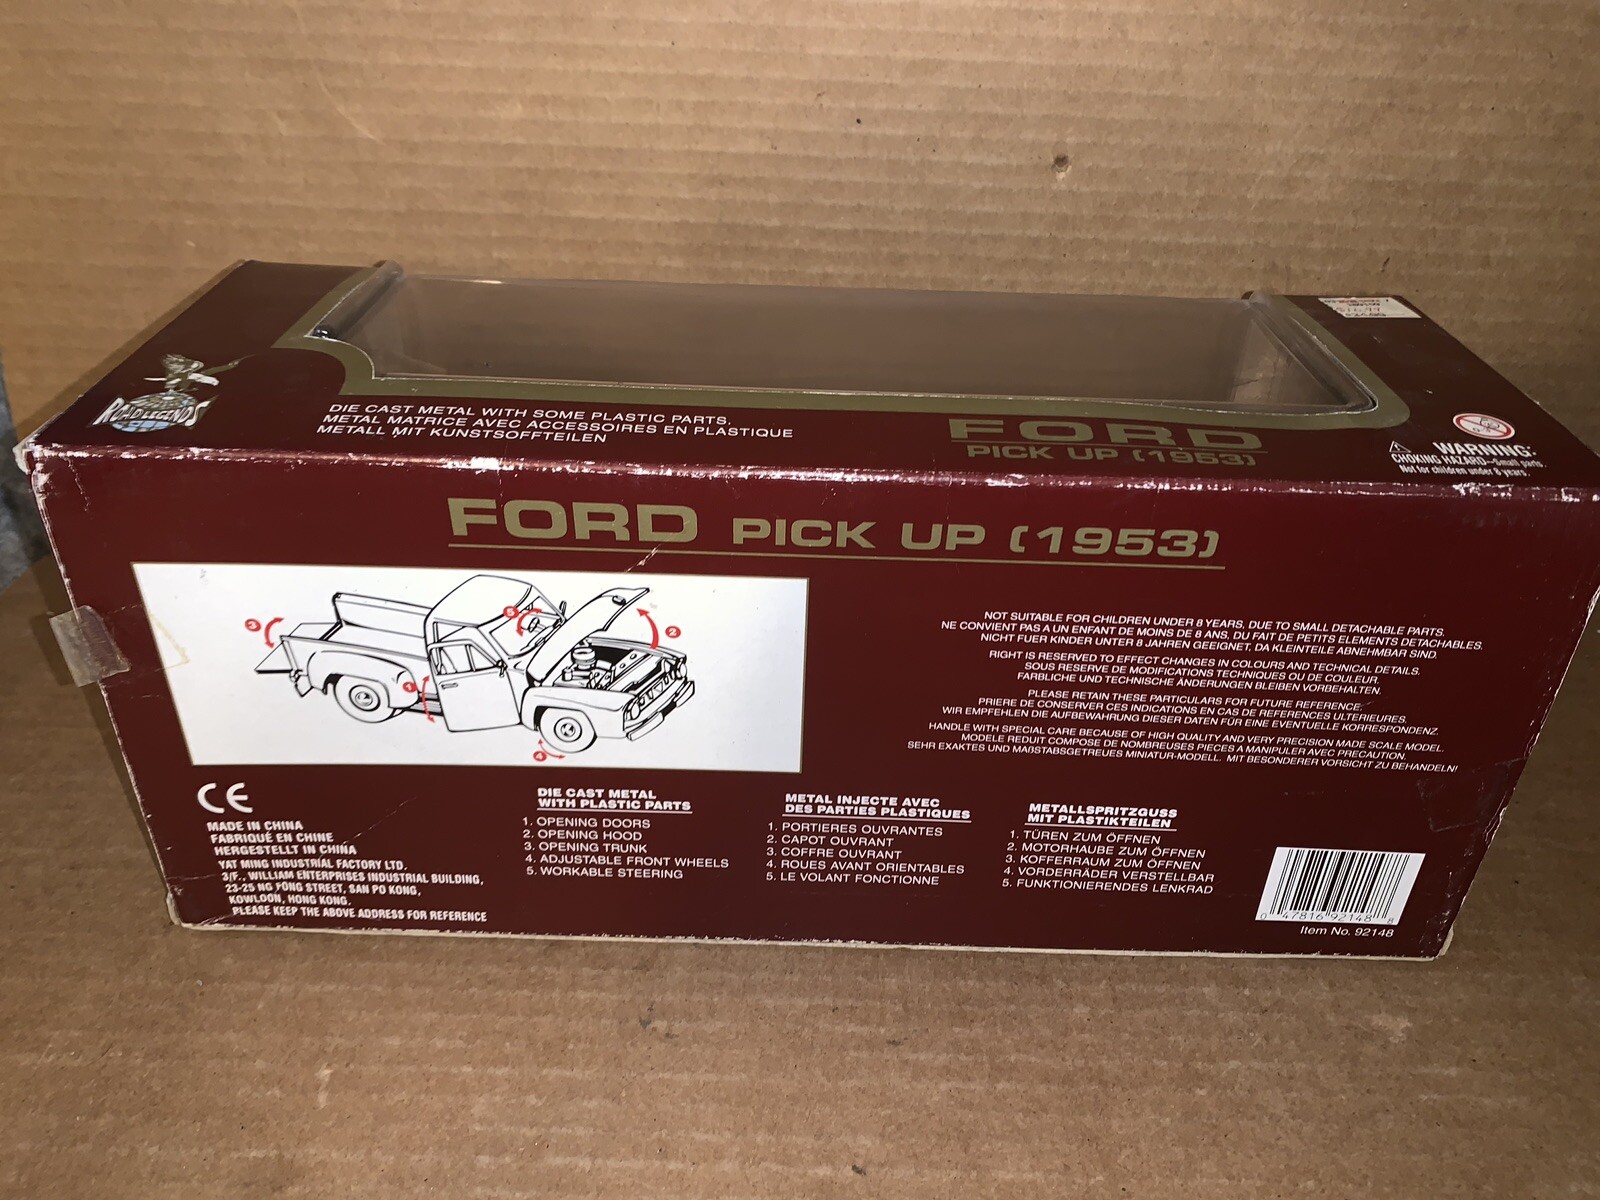 ROAD LEGENDS
DIE CAST METAL WITH SOME PLASTIC PARTS.
METAL MATRICE AVEC ACCESSOIRES EN PLASTIQUE
METALL MIT KUNSTSOFFTEILEN
FORD
PICK UP (1953)
WARNING:
CHOKING HAZARD--Small parts.
Not for children under 8 years.
FORD PICK UP (1953)
3
5
2
1
4
NOT SUITABLE FOR CHILDREN UNDER 8 YEARS, DUE TO SMALL DETACHABLE PARTS.
NE CONVIENT PAS A UN ENFANT DE MOINS DE 8 ANS, DU FAIT DE PETITS ELEMENTS DETACHABLES.
NICHT FUER KINDER UNTER 8 JAHREN GEEIGNET, DA KLEINTEILE ABNEHMBAR SIND.
RIGHT IS RESERVED TO EFFECT CHANGES IN COLOURS AND TECHNICAL DETAILS.
SOUS RESERVE DE MODIFICATIONS TECHNIQUES OU DE COULEUR.
FARBLICHE UND TECHNISCHE ÄNDERUNGEN BLEIBEN VORBEHALTEN.
PLEASE RETAIN THESE PARTICULARS FOR FUTURE REFERENCE.
PRIERE DE CONSERVER CES INDICATIONS EN CAS DE REFERENCES ULTERIEURES.
WIR EMPFEHLEN DIE AUFBEWAHRUNG DIESER DATEN FÜR EINE EVENTUELLE KORRESPONDENZ.
HANDLE WITH SPECIAL CARE BECAUSE OF HIGH QUALITY AND VERY PRECISION MADE SCALE MODEL.
MODELE REDUIT COMPOSE DE NOMBREUSES PIECES A MANIPULER AVEC PRECAUTION.
SEHR EXAKTES UND MAßSTABSGETREUES MINIATUR-MODELL. MIT BESONDERER VORSICHT ZU BEHANDELN!
CE
MADE IN CHINA
FABRIQUÉ EN CHINE
HERGESTELLT IN CHINA
YAT MING INDUSTRIAL FACTORY LTD.
3/F., WILLIAM ENTERPRISES INDUSTRIAL BUILDING,
23-25 NG FONG STREET, SAN PO KONG,
KOWLOON, HONG KONG.
PLEASE KEEP THE ABOVE ADDRESS FOR REFERENCE
DIE CAST METAL
WITH PLASTIC PARTS
1. OPENING DOORS
2. OPENING HOOD
3. OPENING TRUNK
4. ADJUSTABLE FRONT WHEELS
5. WORKABLE STEERING
METAL INJECTE AVEC
DES PARTIES PLASTIQUES
1. PORTIERES OUVRANTES
2. CAPOT OUVRANT
3. COFFRE OUVRANT
4. ROUES AVANT ORIENTABLES
5. LE VOLANT FONCTIONNE
METALLSPRITZGUSS
MIT PLASTIKTEILEN
1. TÜREN ZUM ÖFFNEN
2. MOTORHAUBE ZUM ÖFFNEN
3. KOFFERRAUM ZUM ÖFFNEN
4. VORDERRÄDER VERSTELLBAR
5. FUNKTIONIERENDES LENKRAD
0 47816 92148 8
Item No. 92148